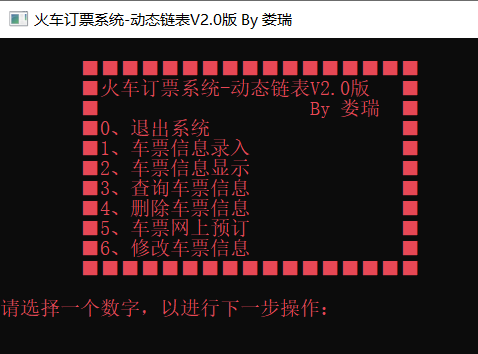 火车订票系统-动态链表V2.0版 By 娄瑞
火车订票系统-动态链表V2.0版
By 娄瑞
0、退出系统
1、车票信息录入
2、车票信息显示
3、查询车票信息
4、删除车票信息
5、车票网上预订
6、修改车票信息
请选择一个数字，以进行下一步操作：